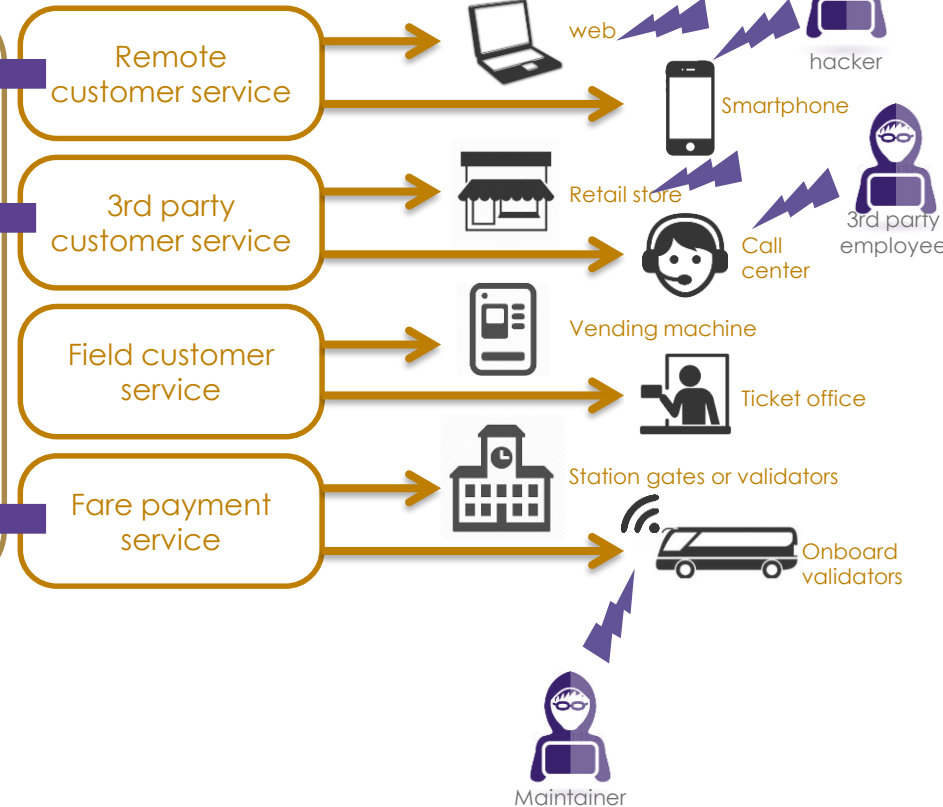 Remote
customer service
web
hacker
Smartphone
3rd party
customer service
Retail store
Call
center
3rd party
employee
Field customer
service
Vending machine
Ticket office
Fare payment
service
Station gates or validators
Onboard
validators
Maintainer